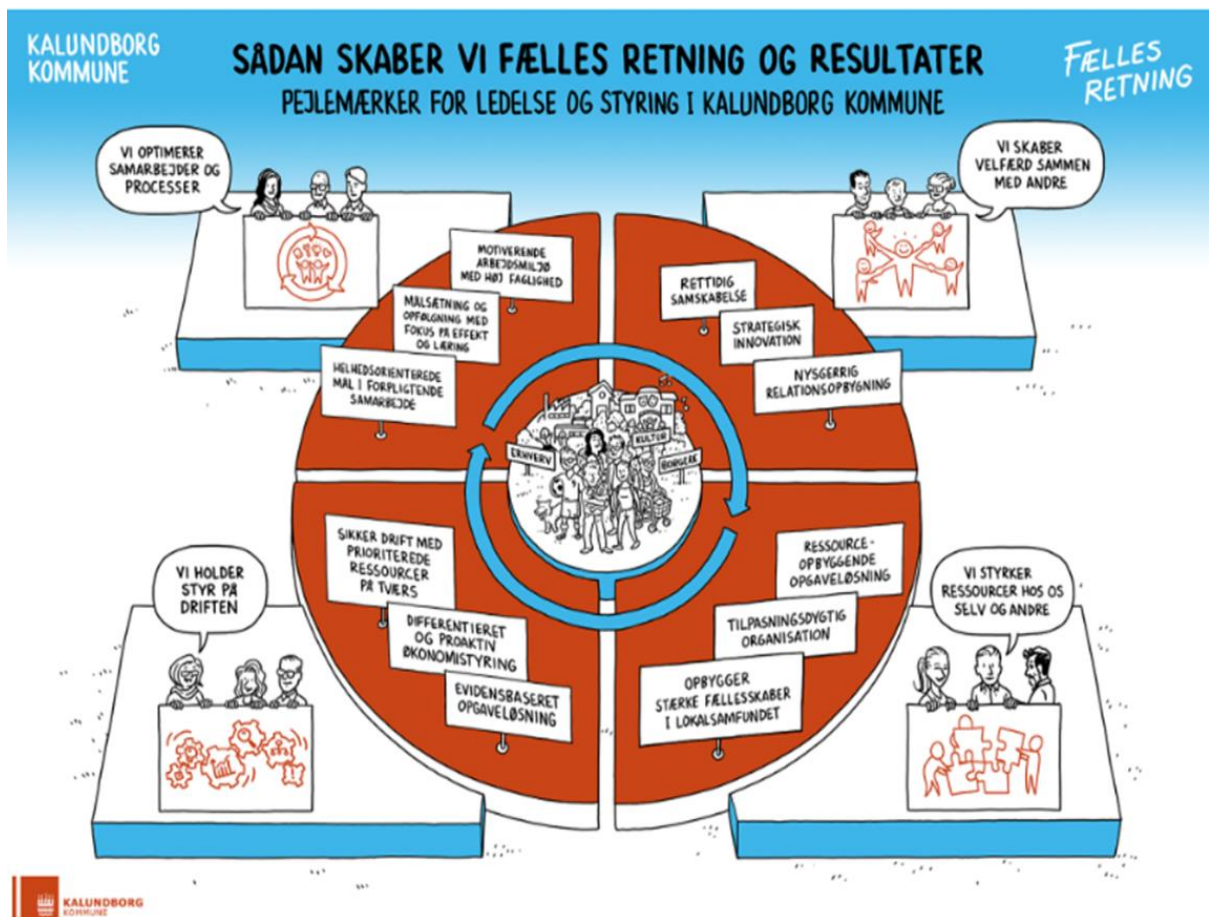 KALUNDBORG
KOMMUNE
SÅDAN SKABER VI FÆLLES RETNING OG RESULTATER
PEJLEMÆRKER FOR LEDELSE OG STYRING I KALUNDBORG KOMMUNE
FÆLLES
RETNING
VI OPTIMERER
SAMARBEJDER OG
PROCESSER
VI SKABER
VELFÆRD SAMMEN
MED ANDRE
MOTIVERENDE
ARBEJDSMILJØ
MED HØJ FAGLIGHED
MÅLSÆTNING OG
OPFØLGNING MED
FOKUS PÅ EFFEKT
OG LÆRING
HELHEDSORIENTEREDE
MÅL I FORPLIGTENDE
SAMARBEJDE
RETTIDIG
SAMSKABELSE
STRATEGISK
INNOVATION
NYSGERRIG
RELATIONSOPBYGNING
ERHVERV
KULTUR
BORGERE
SIKKER DRIFT MED
PRIORITEREDE
RESSOURCER
PÅ TVÆRS
DIFFERENTIERET
OG PROAKTIV
ØKONOMISTYRING
EVIDENSBASERET
OPGAVELØSNING
RESSOURCE-
OPBYGGENDE
OPGAVELØSNING
TILPASNINGSDYGTIG
ORGANISATION
OPBYGGER
STÆRKE FÆLLESSKABER
I LOKALSAMFUNDET
VI HOLDER
STYR PÅ
DRIFTEN
VI STYRKER
RESSOURCER HOS OS
SELV OG ANDRE
KALUNDBORG
KOMMUNE